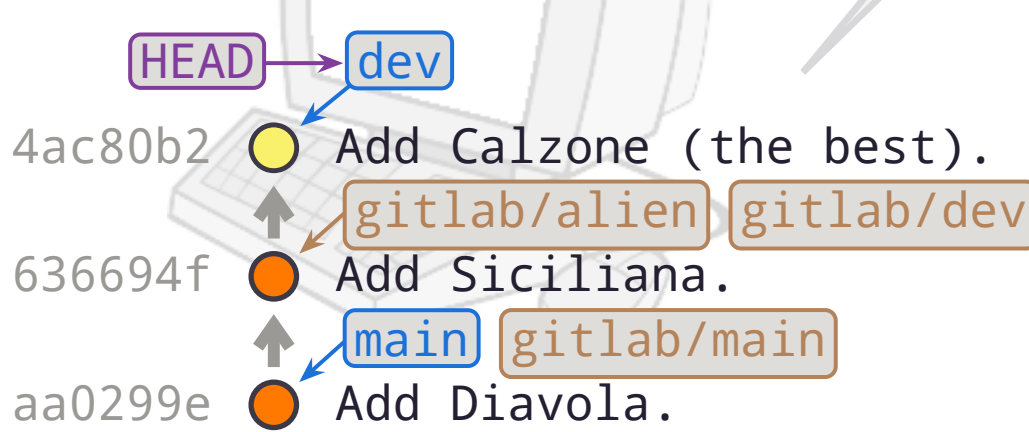 HEAD dev
4ac80b2 Add Calzone (the best).
gitlab/alien gitlab/dev
636694f Add Siciliana.
main gitlab/main
aa0299e Add Diavola.